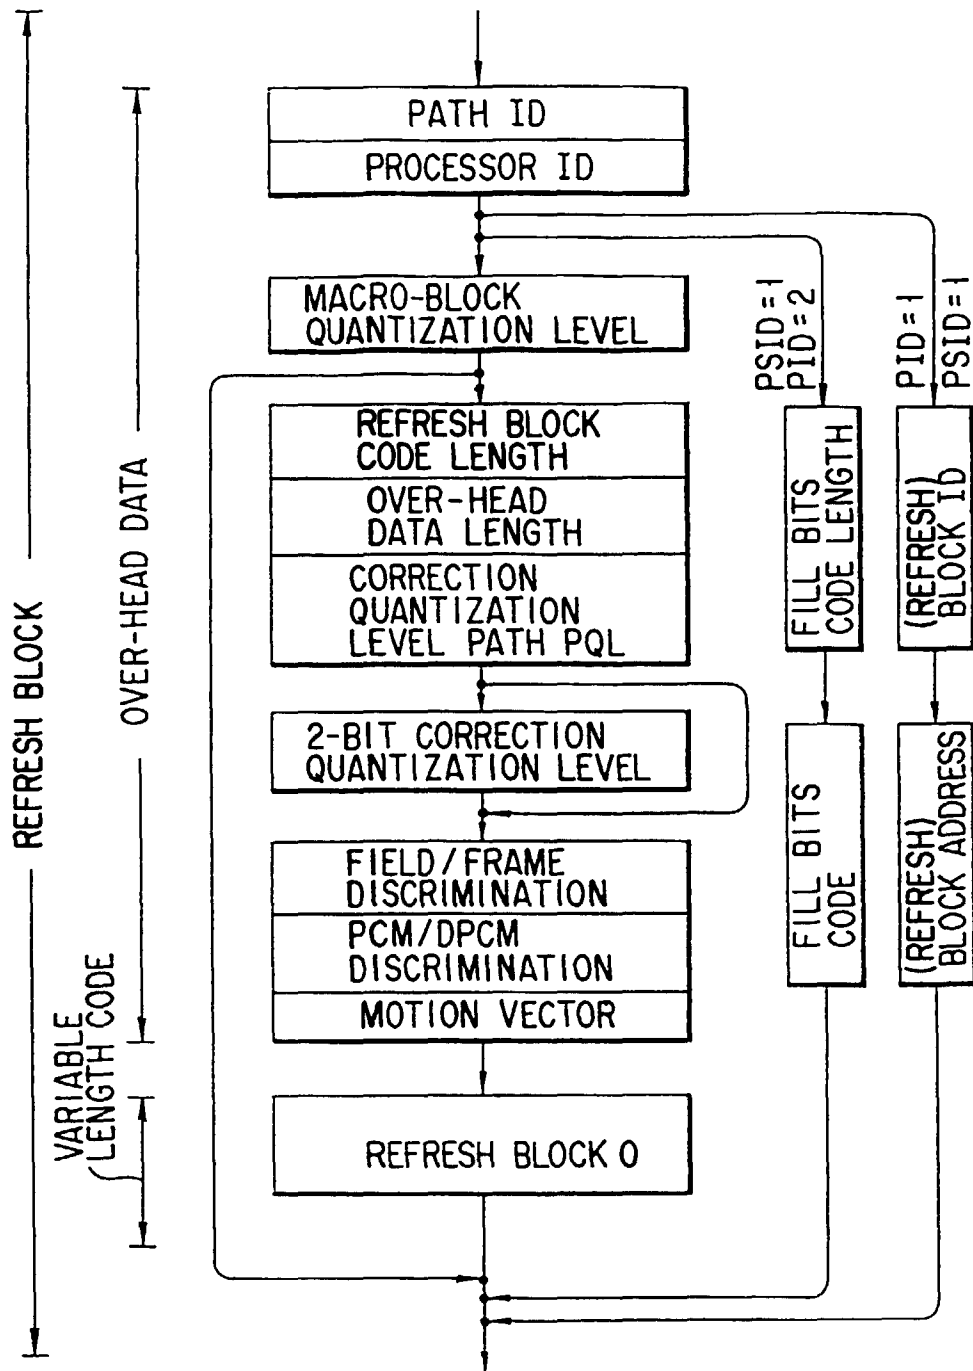 REFRESH BLOCK
OVER-HEAD DATA
VARIABLE
LENGTH CODE
PATH ID
PROCESSOR ID
MACRO-BLOCK
QUANTIZATION LEVEL
REFRESH BLOCK
CODE LENGTH
OVER-HEAD
DATA LENGTH
CORRECTION
QUANTIZATION
LEVEL PATH PQL
2-BIT CORRECTION
QUANTIZATION LEVEL
FIELD/FRAME
DISCRIMINATION
PCM/DPCM
DISCRIMINATION
MOTION VECTOR
REFRESH BLOCK 0
PSID=1
PID=2
FILL BITS
CODE LENGTH
FILL BITS
CODE
PID=1
PSID=1
(REFRESH)
BLOCK ID
(REFRESH)
BLOCK ADDRESS